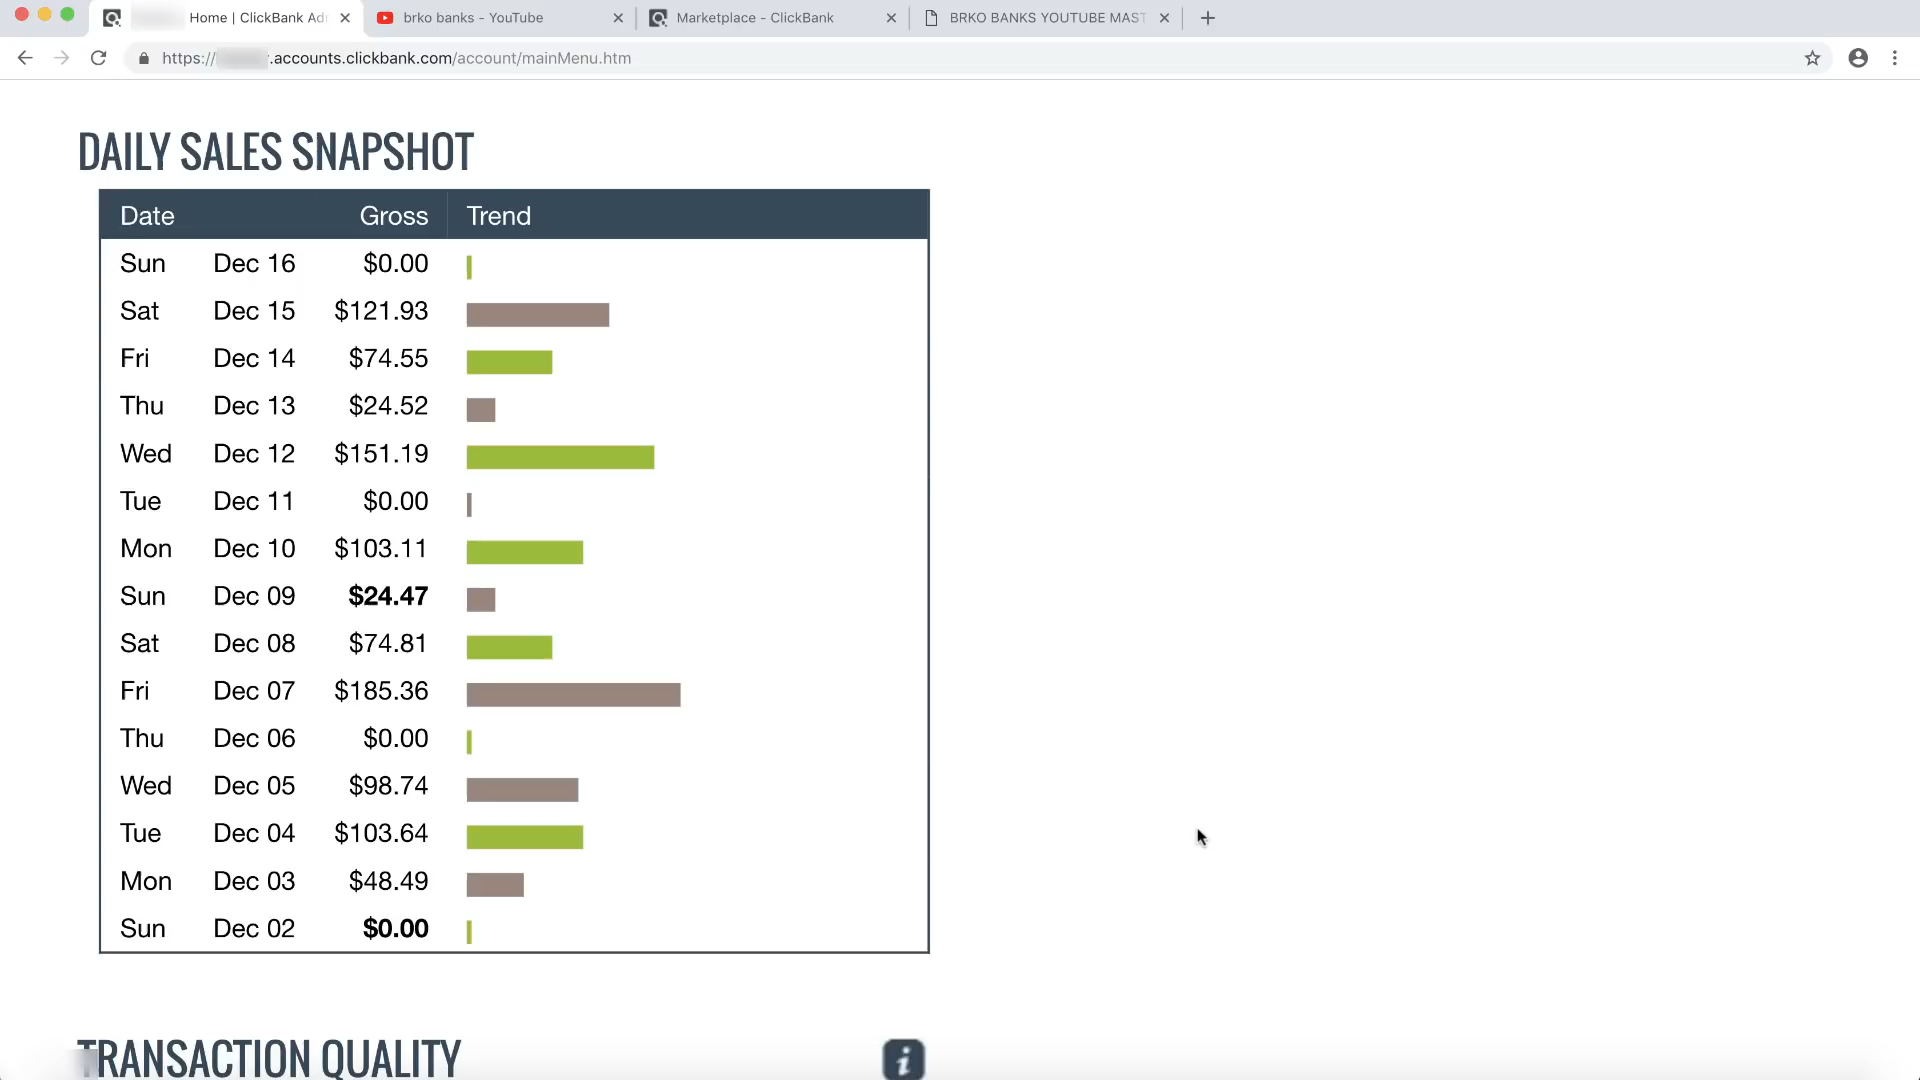 Home | ClickBank Ad
brko banks - YouTube
Marketplace - ClickBank
BRKO BANKS YOUTUBE MAST
https://
.accounts.clickbank.com/account/mainMenu.htm
DAILY SALES SNAPSHOT
Date Gross Trend
Sun Dec 16 $0.00
Sat Dec 15 $121.93
Fri Dec 14 $74.55
Thu Dec 13 $24.52
Wed Dec 12 $151.19
Tue Dec 11 $0.00
Mon Dec 10 $103.11
Sun Dec 09 $24.47
Sat Dec 08 $74.81
Fri Dec 07 $185.36
Thu Dec 06 $0.00
Wed Dec 05 $98.74
Tue Dec 04 $103.64
Mon Dec 03 $48.49
Sun Dec 02 $0.00
TRANSACTION QUALITY
i